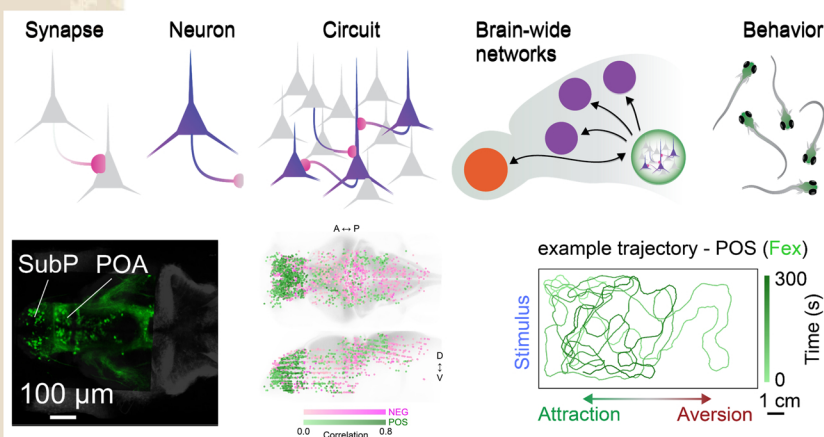 Synapse
Neuron
Circuit
Brain-wide
networks
Behavior
SubP
POA
100 µm
A ↔ P
D
↕
V
NEG
POS
0.0
Correlation
0.8
example trajectory - POS (Fex)
Stimulus
300
Time (s)
0
1 cm
Attraction
Aversion